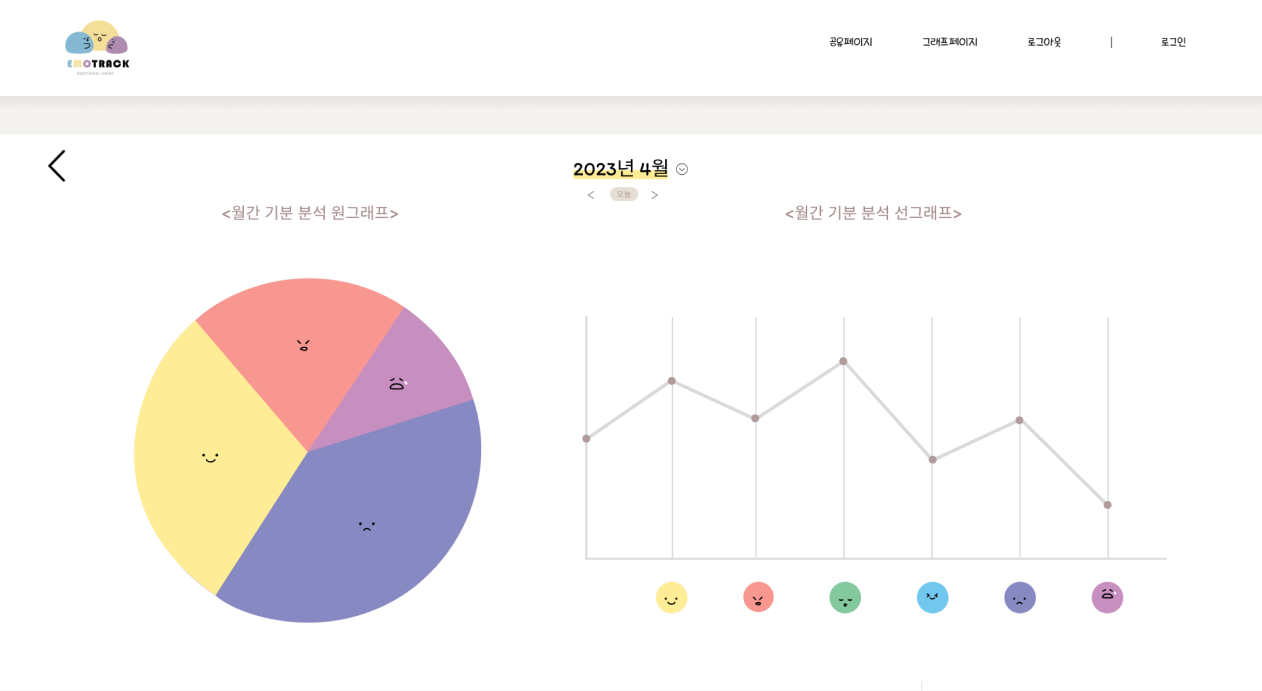 EMOTRACK
EMOTIONAL DIARY
공유페이지
그래프페이지
로그아웃
|
로그인
2023년 4월
< 오늘 >
<월간 기분 분석 원그래프>
<월간 기분 분석 선그래프>